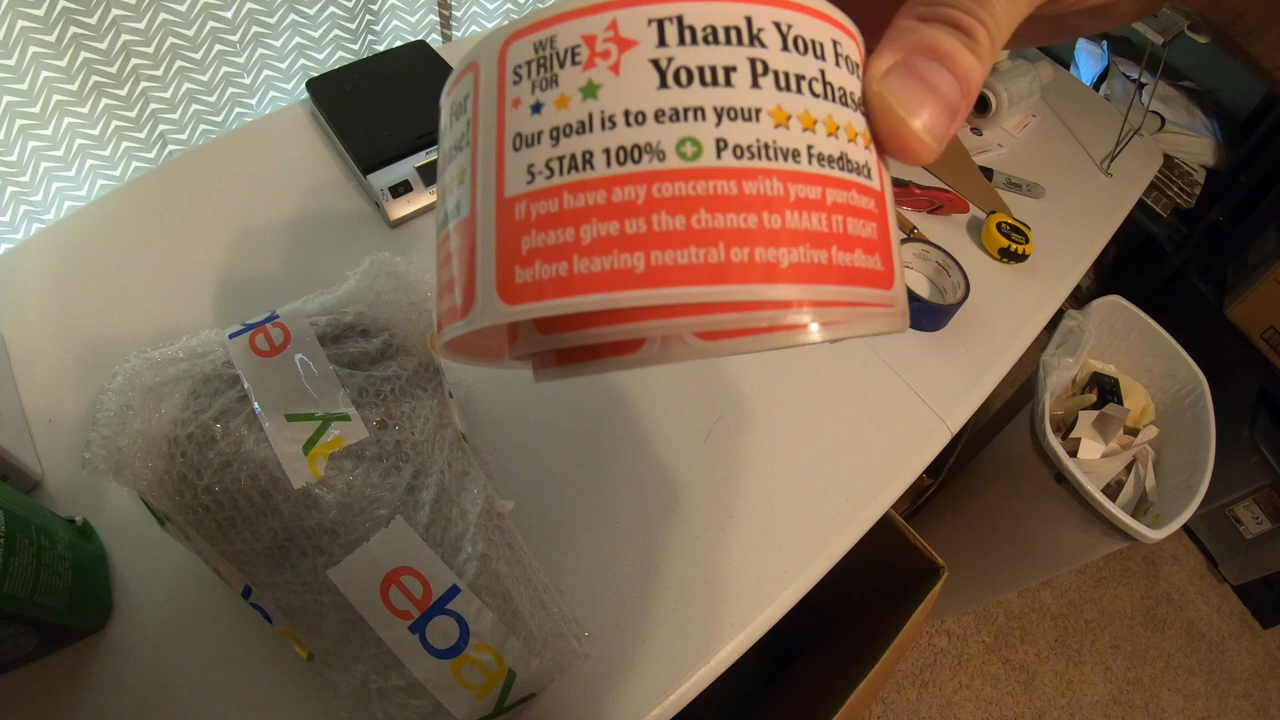 WE
STRIVE
FOR
5
Thank You For
Your Purchase
Our goal is to earn your
5-STAR 100% + Positive Feedback
If you have any concerns with your purchase,
please give us the chance to MAKE IT RIGHT
before leaving neutral or negative feedback.
For
ebay
Sharpie
CE